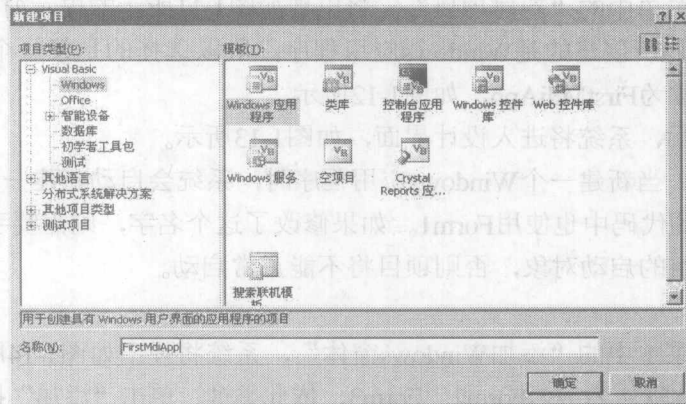 新建项目
项目类型(P):
模板(T):
Visual Basic
Windows
Office
智能设备
数据库
初学者工具包
测试
其他语言
分布式系统解决方案
其他项目类型
测试项目
Windows 应用程序
类库
控制台应用程序
Windows 控件库
Web 控件库
Windows 服务
空项目
Crystal Reports 应...
搜索联机模板
用于创建具有 Windows 用户界面的应用程序的项目
名称(N):
FirstMdiApp
确定
取消